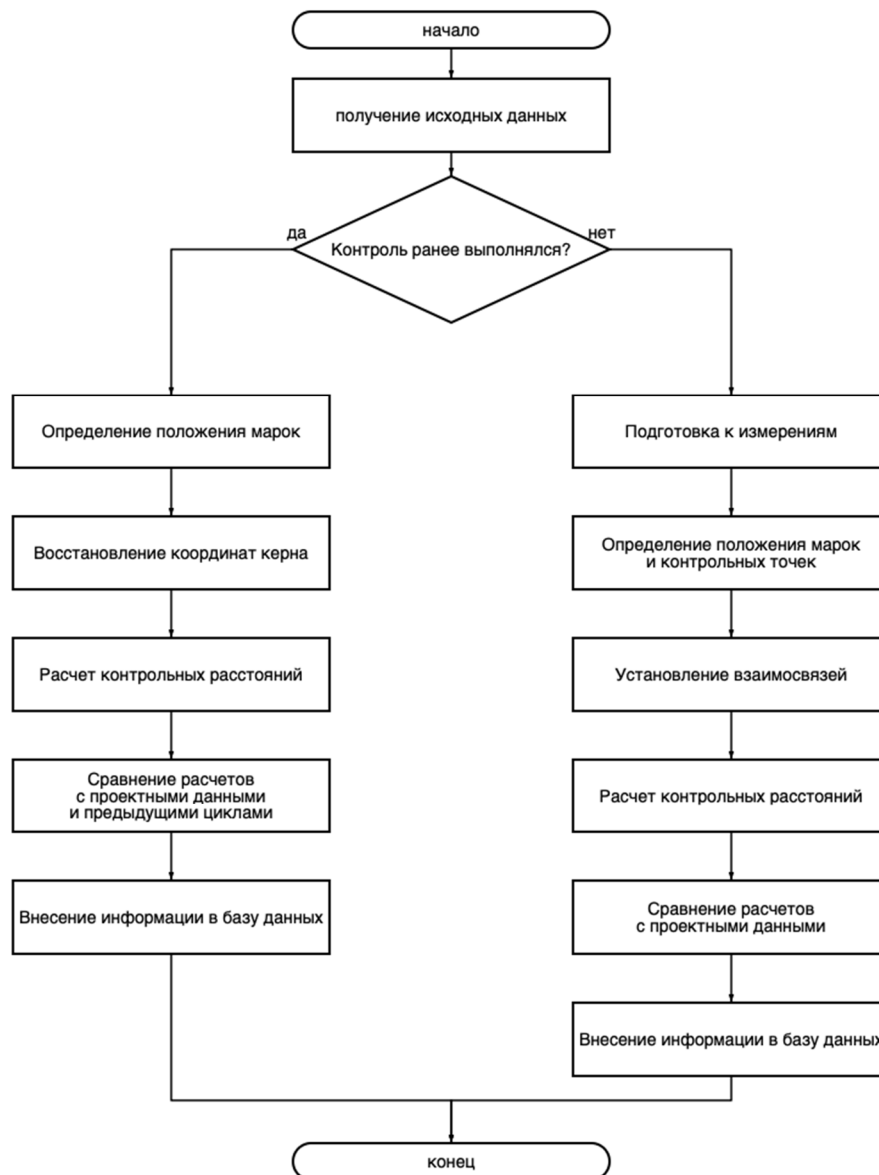 начало
получение исходных данных
да
нет
Контроль ранее выполнялся?
Определение положения марок
Восстановление координат керна
Расчет контрольных расстояний
Сравнение расчетов
с проектными данными
и предыдущими циклами
Внесение информации в базу данных
Подготовка к измерениям
Определение положения марок
и контрольных точек
Установление взаимосвязей
Расчет контрольных расстояний
Сравнение расчетов
с проектными данными
Внесение информации в базу данных
конец